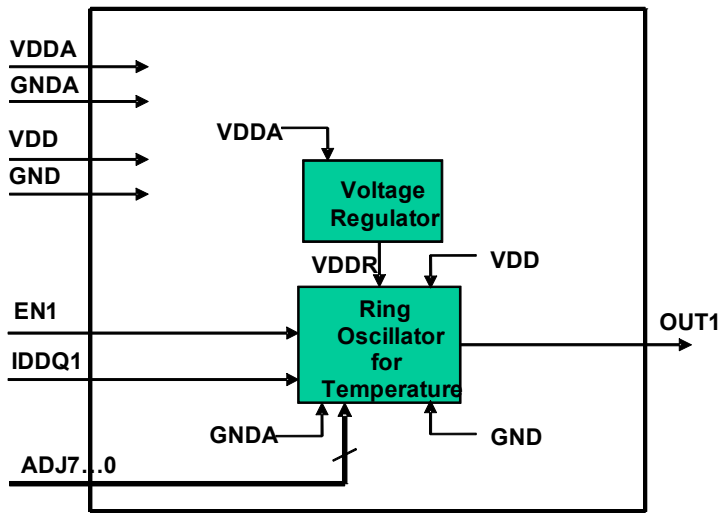 VDDA
GNDA
VDD
GND
VDDA
Voltage
Regulator
VDDR
VDD
EN1
Ring
Oscillator
for
Temperature
OUT1
IDDQ1
GNDA
GND
ADJ7...0